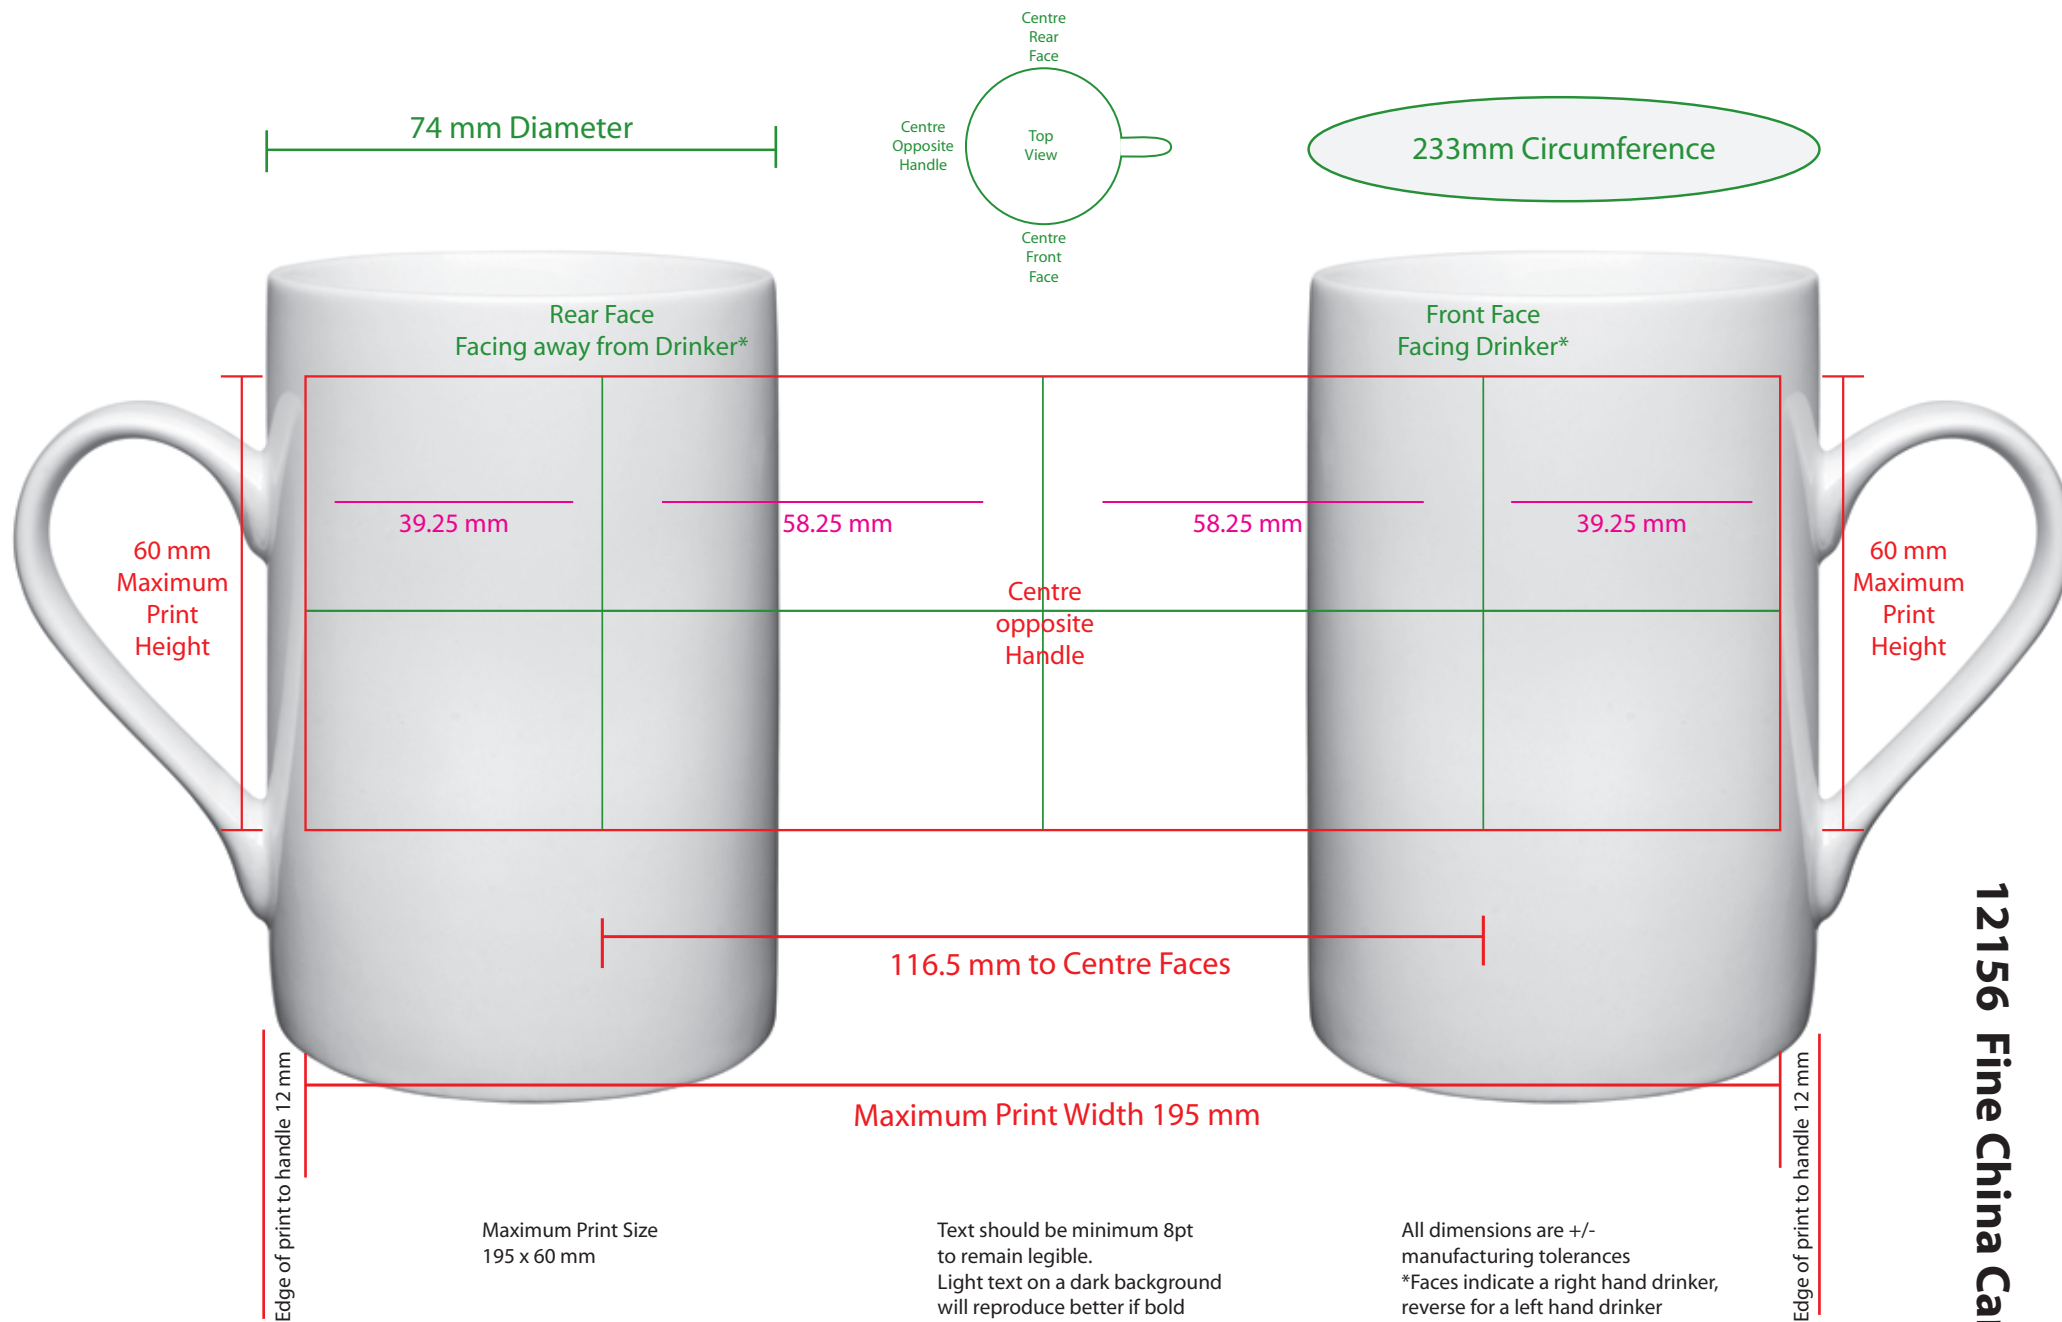 Centre
Rear
Face
74 mm Diameter
Centre
Opposite
Handle
Top
View
233mm Circumference
Centre
Front
Face
Rear Face
Facing away from Drinker*
Front Face
Facing Drinker*
39.25 mm
58.25 mm
58.25 mm
39.25 mm
60 mm
Maximum
Print
Height
Centre
opposite
Handle
60 mm
Maximum
Print
Height
116.5 mm to Centre Faces
Maximum Print Width 195 mm
Edge of print to handle 12 mm
Edge of print to handle 12 mm
Maximum Print Size
195 x 60 mm
Text should be minimum 8pt
to remain legible.
Light text on a dark background
will reproduce better if bold
All dimensions are +/-
manufacturing tolerances
*Faces indicate a right hand drinker,
reverse for a left hand drinker
12156 Fine China